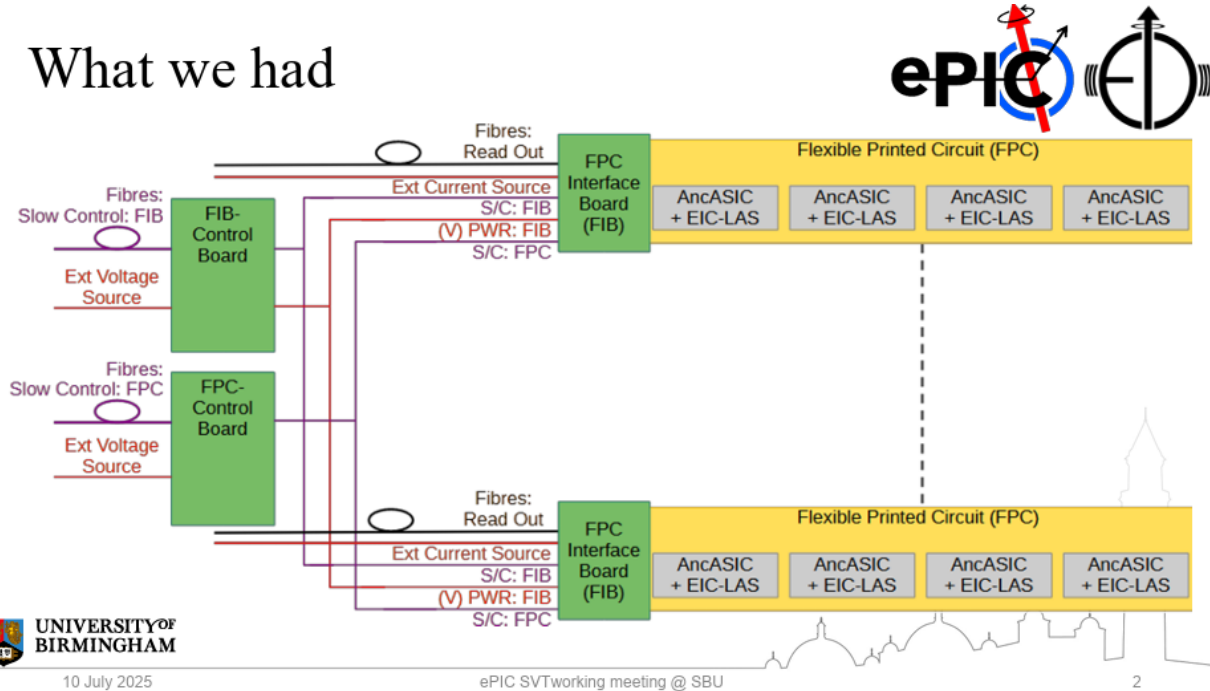 What we had
ePIC
Fibres:
Read Out
Ext Current Source
S/C: FIB
(V) PWR: FIB
S/C: FPC
FPC
Interface
Board
(FIB)
Flexible Printed Circuit (FPC)
AncASIC
+ EIC-LAS
AncASIC
+ EIC-LAS
AncASIC
+ EIC-LAS
AncASIC
+ EIC-LAS
Fibres:
Slow Control: FIB
Ext Voltage
Source
FIB-
Control
Board
Fibres:
Slow Control: FPC
Ext Voltage
Source
FPC-
Control
Board
Fibres:
Read Out
Ext Current Source
S/C: FIB
(V) PWR: FIB
S/C: FPC
FPC
Interface
Board
(FIB)
Flexible Printed Circuit (FPC)
AncASIC
+ EIC-LAS
AncASIC
+ EIC-LAS
AncASIC
+ EIC-LAS
AncASIC
+ EIC-LAS
UNIVERSITYOF
BIRMINGHAM
10 July 2025
ePIC SVTworking meeting @ SBU
2